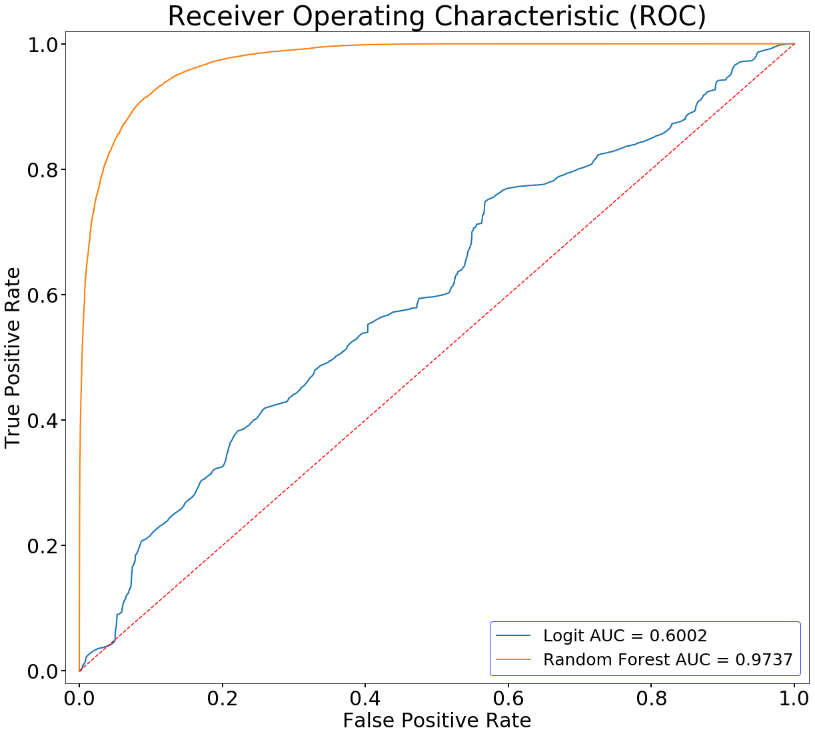 Receiver Operating Characteristic (ROC)
True Positive Rate
1.0
0.8
0.6
0.4
0.2
0.0
Logit AUC = 0.6002
Random Forest AUC = 0.9737
0.0 0.2 0.4 0.6 0.8 1.0
False Positive Rate